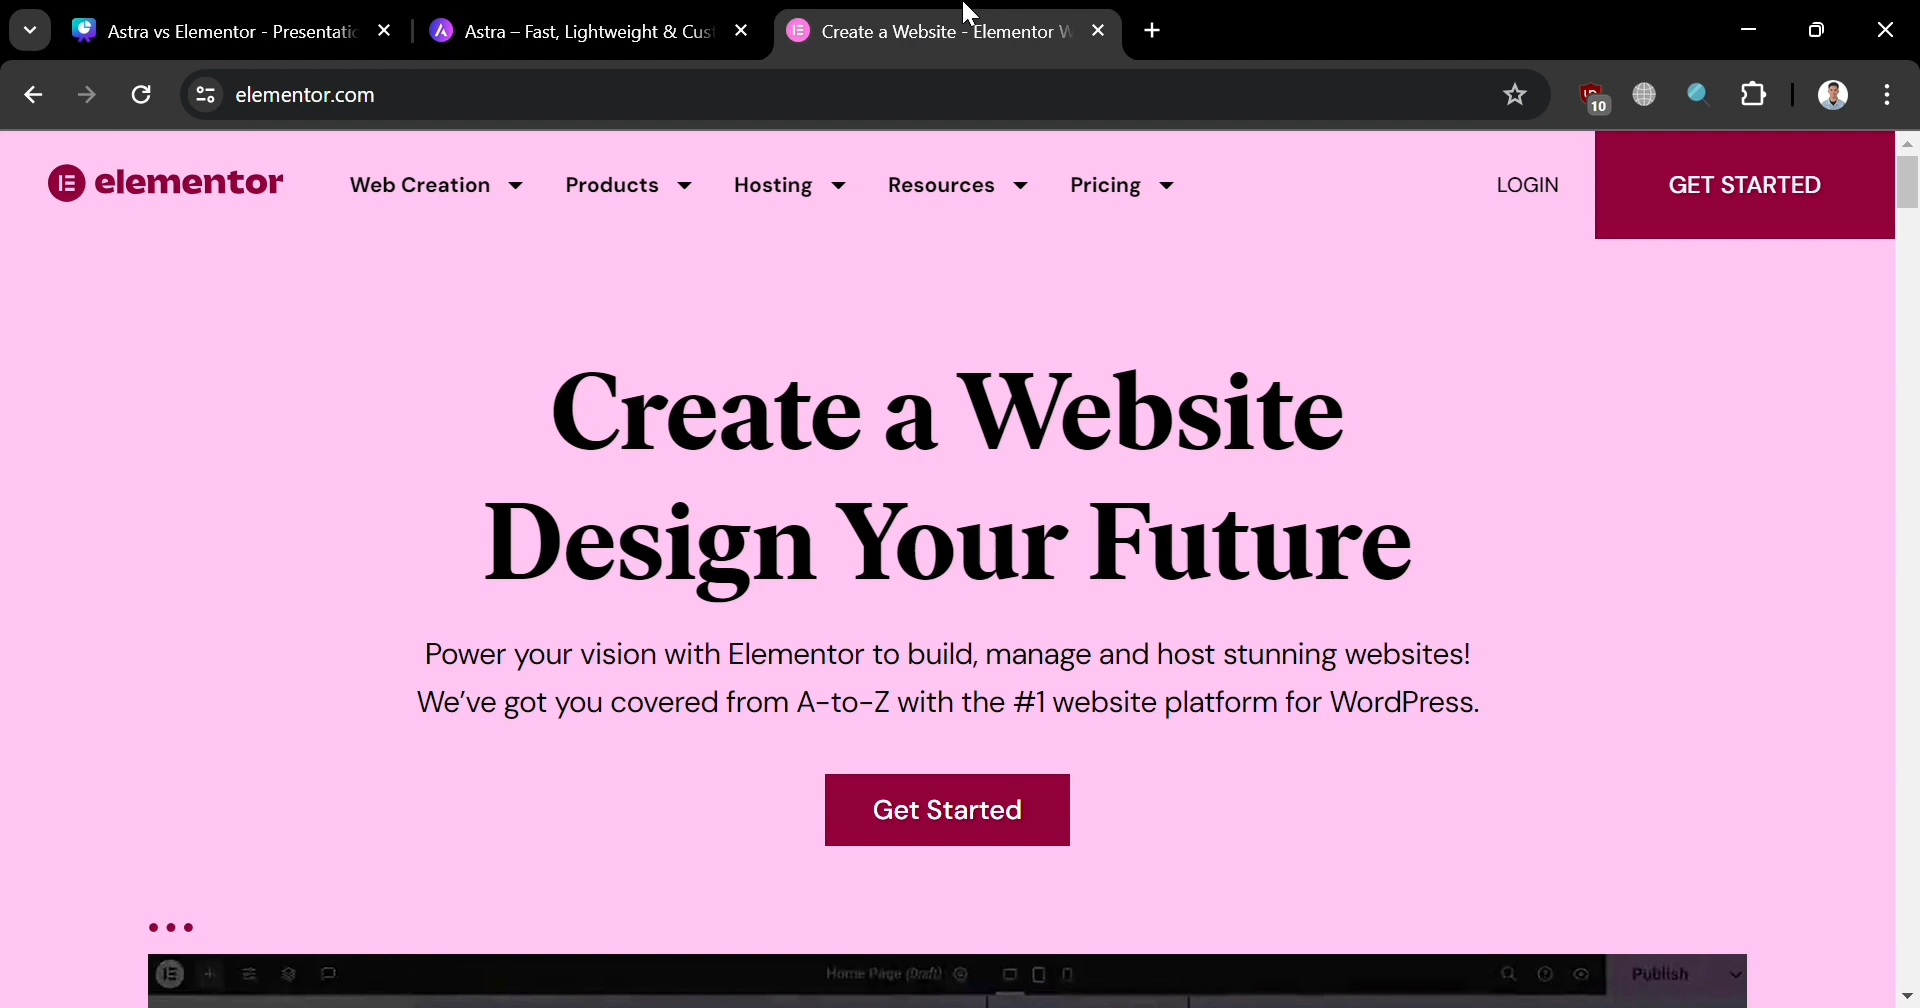 Astra vs Elementor - Presentatio
Astra – Fast, Lightweight & Cus
Create a Website - Elementor W
elementor.com
10
elementor
Web Creation
Products
Hosting
Resources
Pricing
LOGIN
GET STARTED
Create a Website
Design Your Future
Power your vision with Elementor to build, manage and host stunning websites!
We've got you covered from A-to-Z with the #1 website platform for WordPress.
Get Started
Home Page (Draft)
Publish